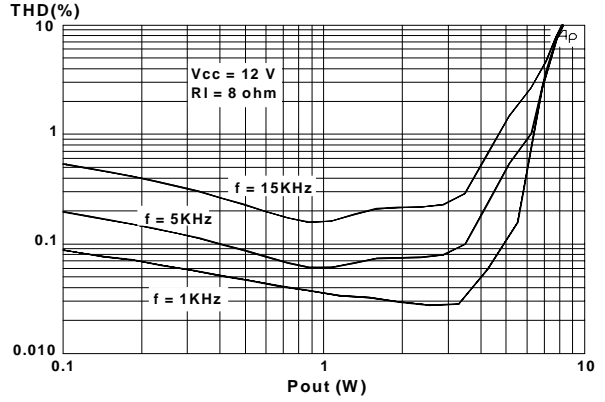 THD(%)
10
Vcc = 12 V
Rl = 8 ohm
1
f = 15KHz
f = 5KHz
0.1
f = 1KHz
0.010
0.1 1 10
Pout (W)